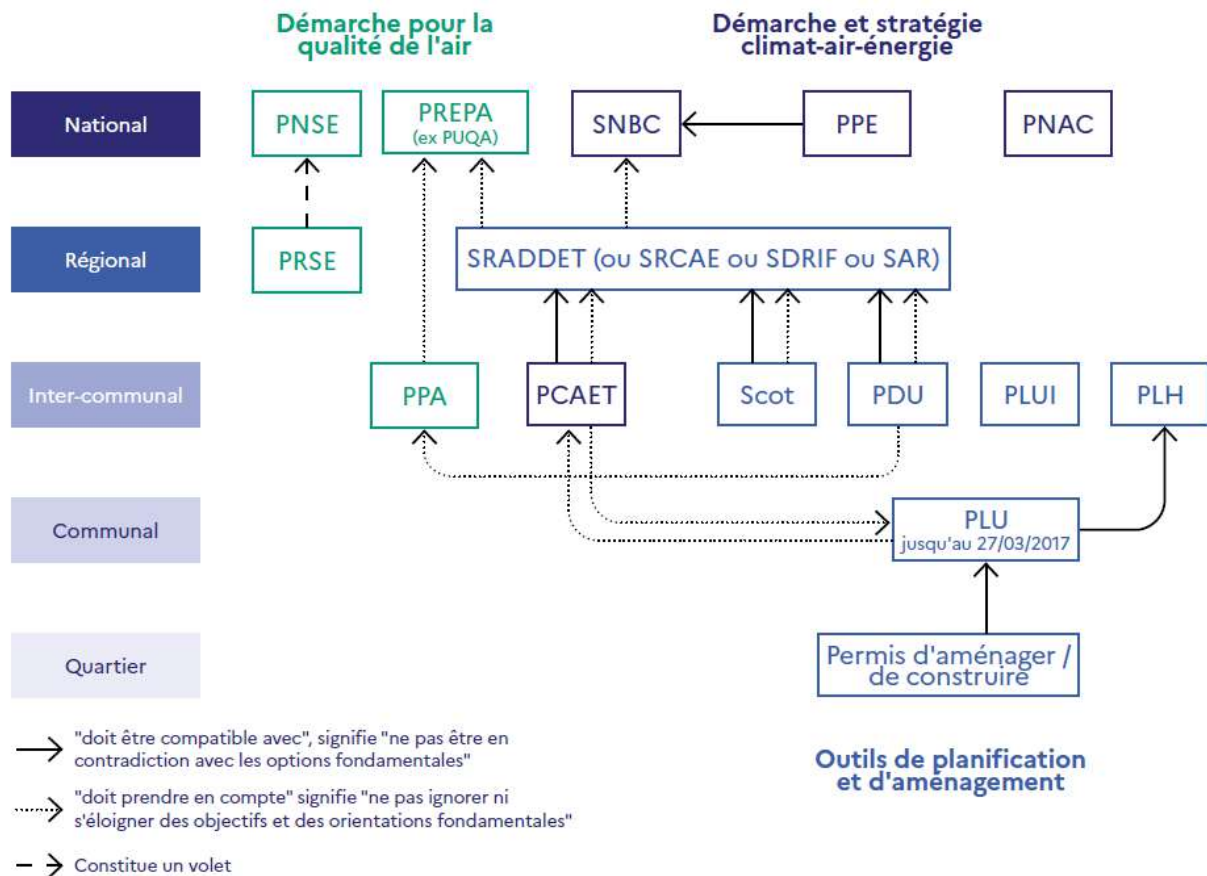 Démarche pour la
qualité de l'air
Démarche et stratégie
climat-air-énergie
National
PNSE
PREPA
(ex PUQA)
SNBC
PPE
PNAC
Régional
PRSE
SRADDET (ou SRCAE ou SDRIF ou SAR)
Inter-communal
PPA
PCAET
Scot
PDU
PLUI
PLH
Communal
PLU
jusqu'au 27/03/2017
Quartier
Permis d'aménager /
de construire
"doit être compatible avec", signifie "ne pas être en
contradiction avec les options fondamentales"
"doit prendre en compte" signifie "ne pas ignorer ni
s'éloigner des objectifs et des orientations fondamentales"
Constitue un volet
Outils de planification
et d'aménagement